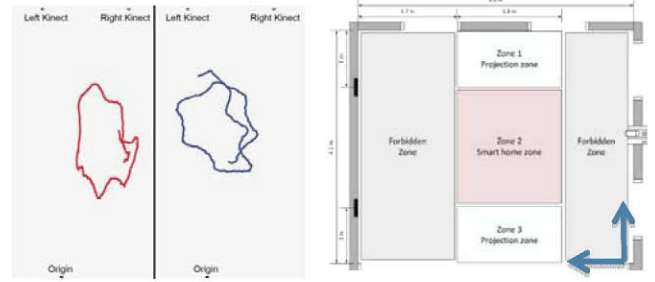 Left Kinect
Right Kinect
Left Kinect
Right Kinect
Origin
Origin
Zone 1
Projection zone
Forbidden
Zone
Zone 2
Smart home zone
Forbidden
Zone
Zone 3
Projection zone